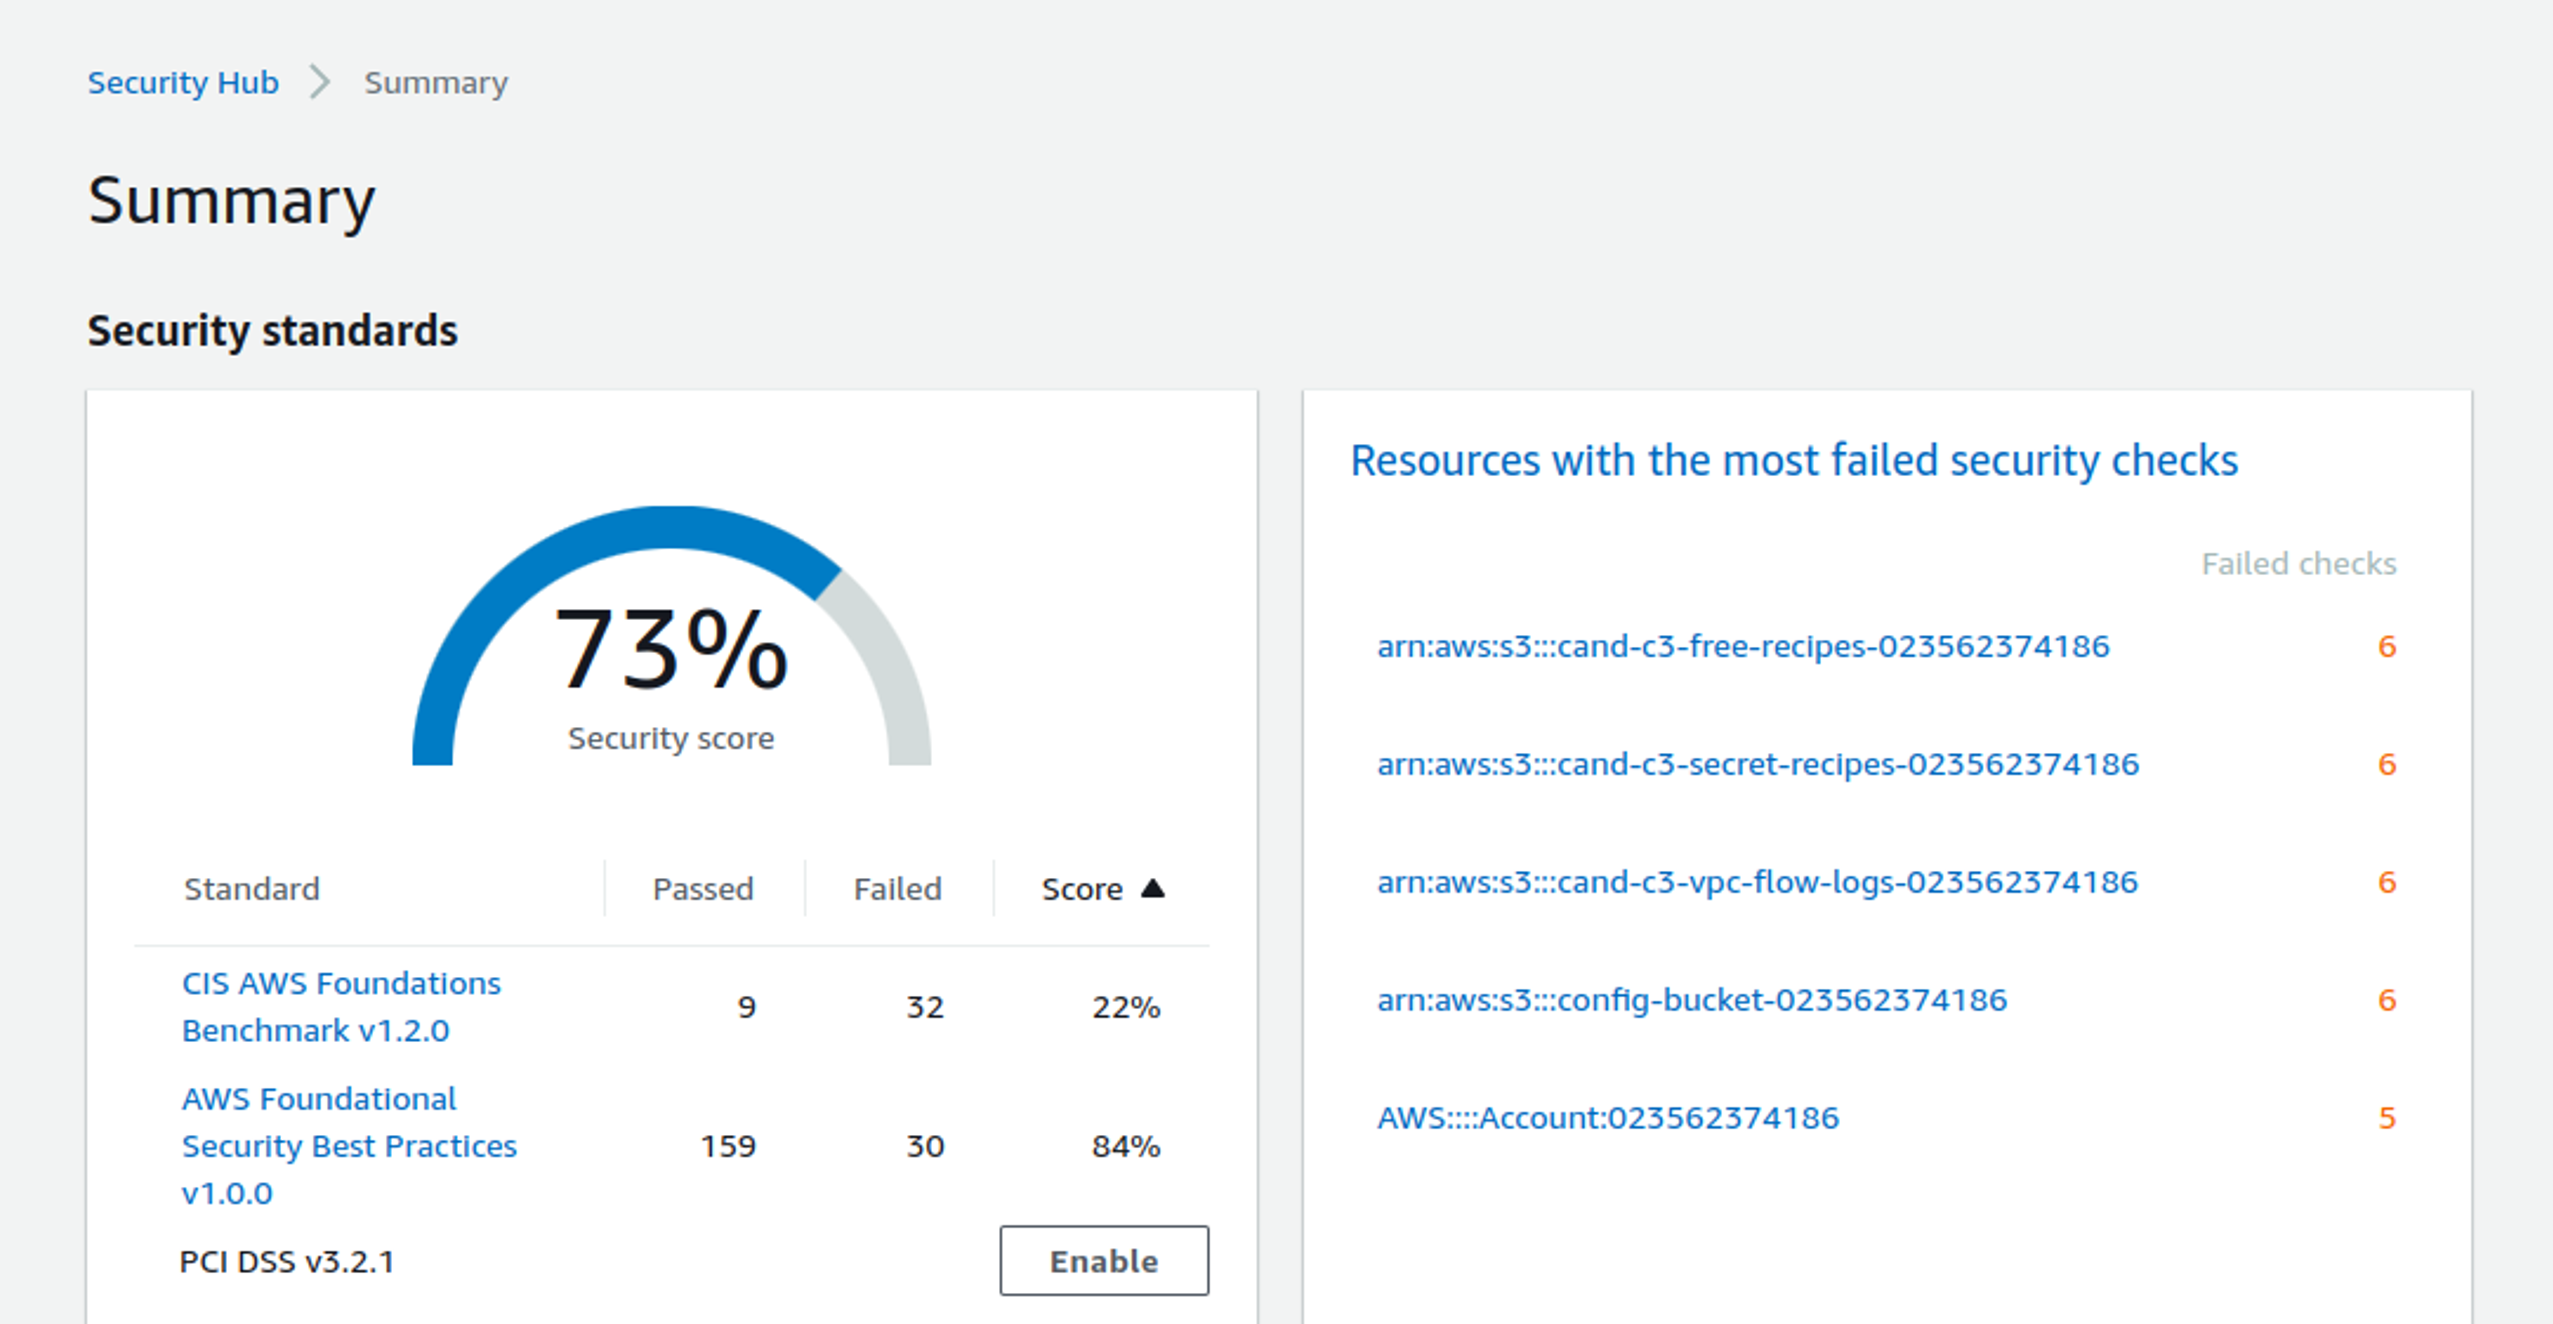 Security Hub Summary
Summary
Security standards
73%
Security score
Standard Passed Failed Score
CIS AWS Foundations
Benchmark v1.2.0
9 32 22%
AWS Foundational
Security Best Practices
v1.0.0
159 30 84%
PCI DSS v3.2.1 Enable
Resources with the most failed security checks
Failed checks
arn:aws:s3:::cand-c3-free-recipes-023562374186 6
arn:aws:s3:::cand-c3-secret-recipes-023562374186 6
arn:aws:s3:::cand-c3-vpc-flow-logs-023562374186 6
arn:aws:s3:::config-bucket-023562374186 6
AWS::::Account:023562374186 5